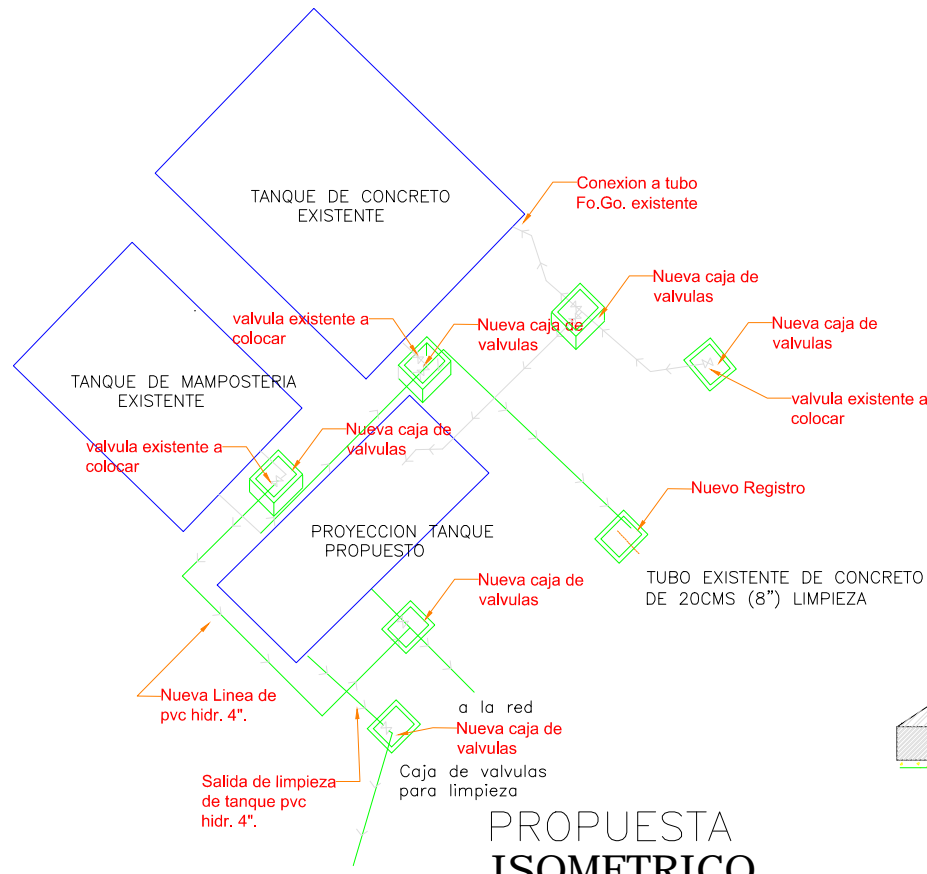 TANQUE DE CONCRETO
EXISTENTE
Conexion a tubo
Fo.Go. existente
Nueva caja de
valvulas
valvula existente a
colocar
Nueva caja de
valvulas
Nueva caja de
valvulas
TANQUE DE MAMPOSTERIA
EXISTENTE
valvula existente a
colocar
valvula existente a
colocar
Nueva caja de
valvulas
Nuevo Registro
PROYECCION TANQUE
PROPUESTO
TUBO EXISTENTE DE CONCRETO
DE 20CMS (8") LIMPIEZA
Nueva caja de
valvulas
Nueva Linea de
pvc hidr. 4".
a la red
Nueva caja de
valvulas
Caja de valvulas
para limpieza
Salida de limpieza
de tanque pvc
hidr. 4".
PROPUESTA
ISOMETRICO